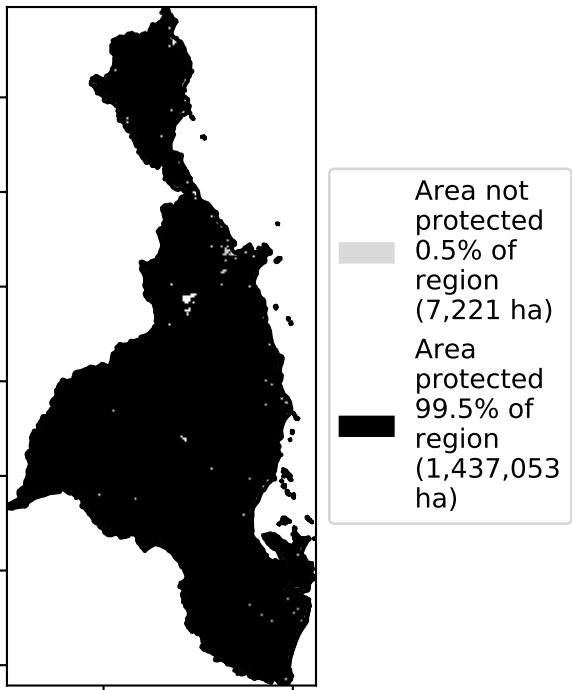 Area not
protected
0.5% of
region
(7,221 ha)
Area
protected
99.5% of
region
(1,437,053
ha)